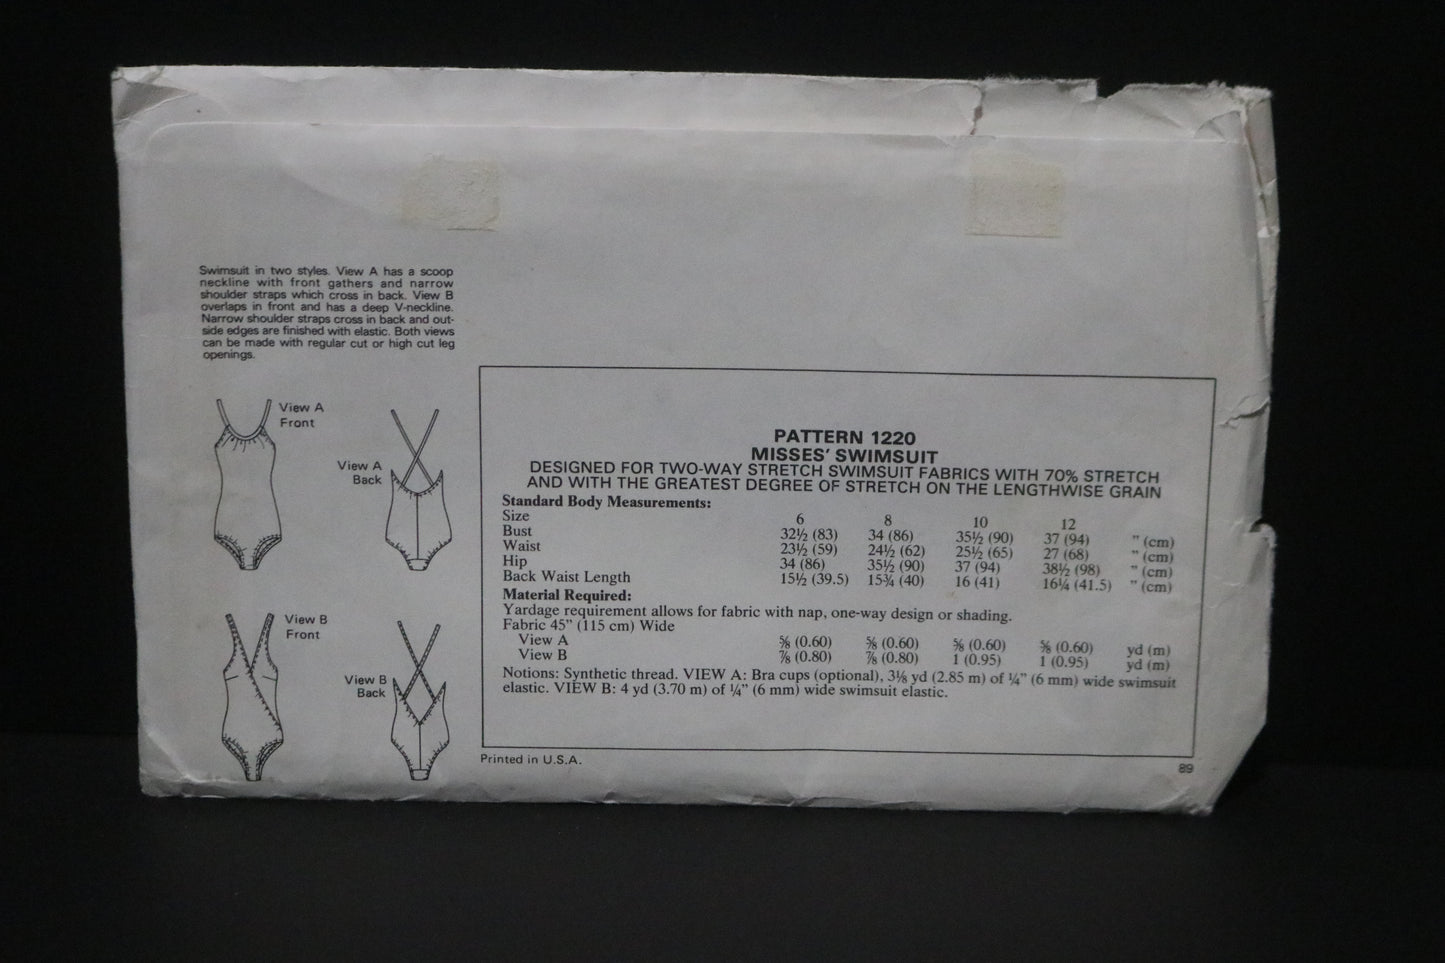 Swimsuit in two styles. View A has a scoop
neckline with front gathers and narrow
shoulder straps which cross in back. View B
overlaps in front and has a deep V-neckline.
Narrow shoulder straps cross in back and out-
side edges are finished with elastic. Both views
can be made with regular cut or high cut leg
openings.
View A
Front
View A
Back
View B
Front
View B
Back
PATTERN 1220
MISSES' SWIMSUIT
DESIGNED FOR TWO-WAY STRETCH SWIMSUIT FABRICS WITH 70% STRETCH
AND WITH THE GREATEST DEGREE OF STRETCH ON THE LENGTHWISE GRAIN
Standard Body Measurements:
Size 6 8 10 12
Bust 32½ (83) 34 (86) 35½ (90) 37 (94) " (cm)
Waist 23½ (59) 24½ (62) 25½ (65) 27 (68) " (cm)
Hip 34 (86) 35½ (90) 37 (94) 38½ (98) " (cm)
Back Waist Length 15½ (39.5) 15¾ (40) 16 (41) 16¼ (41.5) " (cm)
Material Required:
Yardage requirement allows for fabric with nap, one-way design or shading.
Fabric 45" (115 cm) Wide
View A ⅝ (0.60) ⅝ (0.60) ⅝ (0.60) ⅝ (0.60) yd (m)
View B ⅞ (0.80) ⅞ (0.80) 1 (0.95) 1 (0.95) yd (m)
Notions: Synthetic thread. VIEW A: Bra cups (optional), 3⅛ yd (2.85 m) of ¼" (6 mm) wide swimsuit
elastic. VIEW B: 4 yd (3.70 m) of ¼" (6 mm) wide swimsuit elastic.
Printed in U.S.A.
89